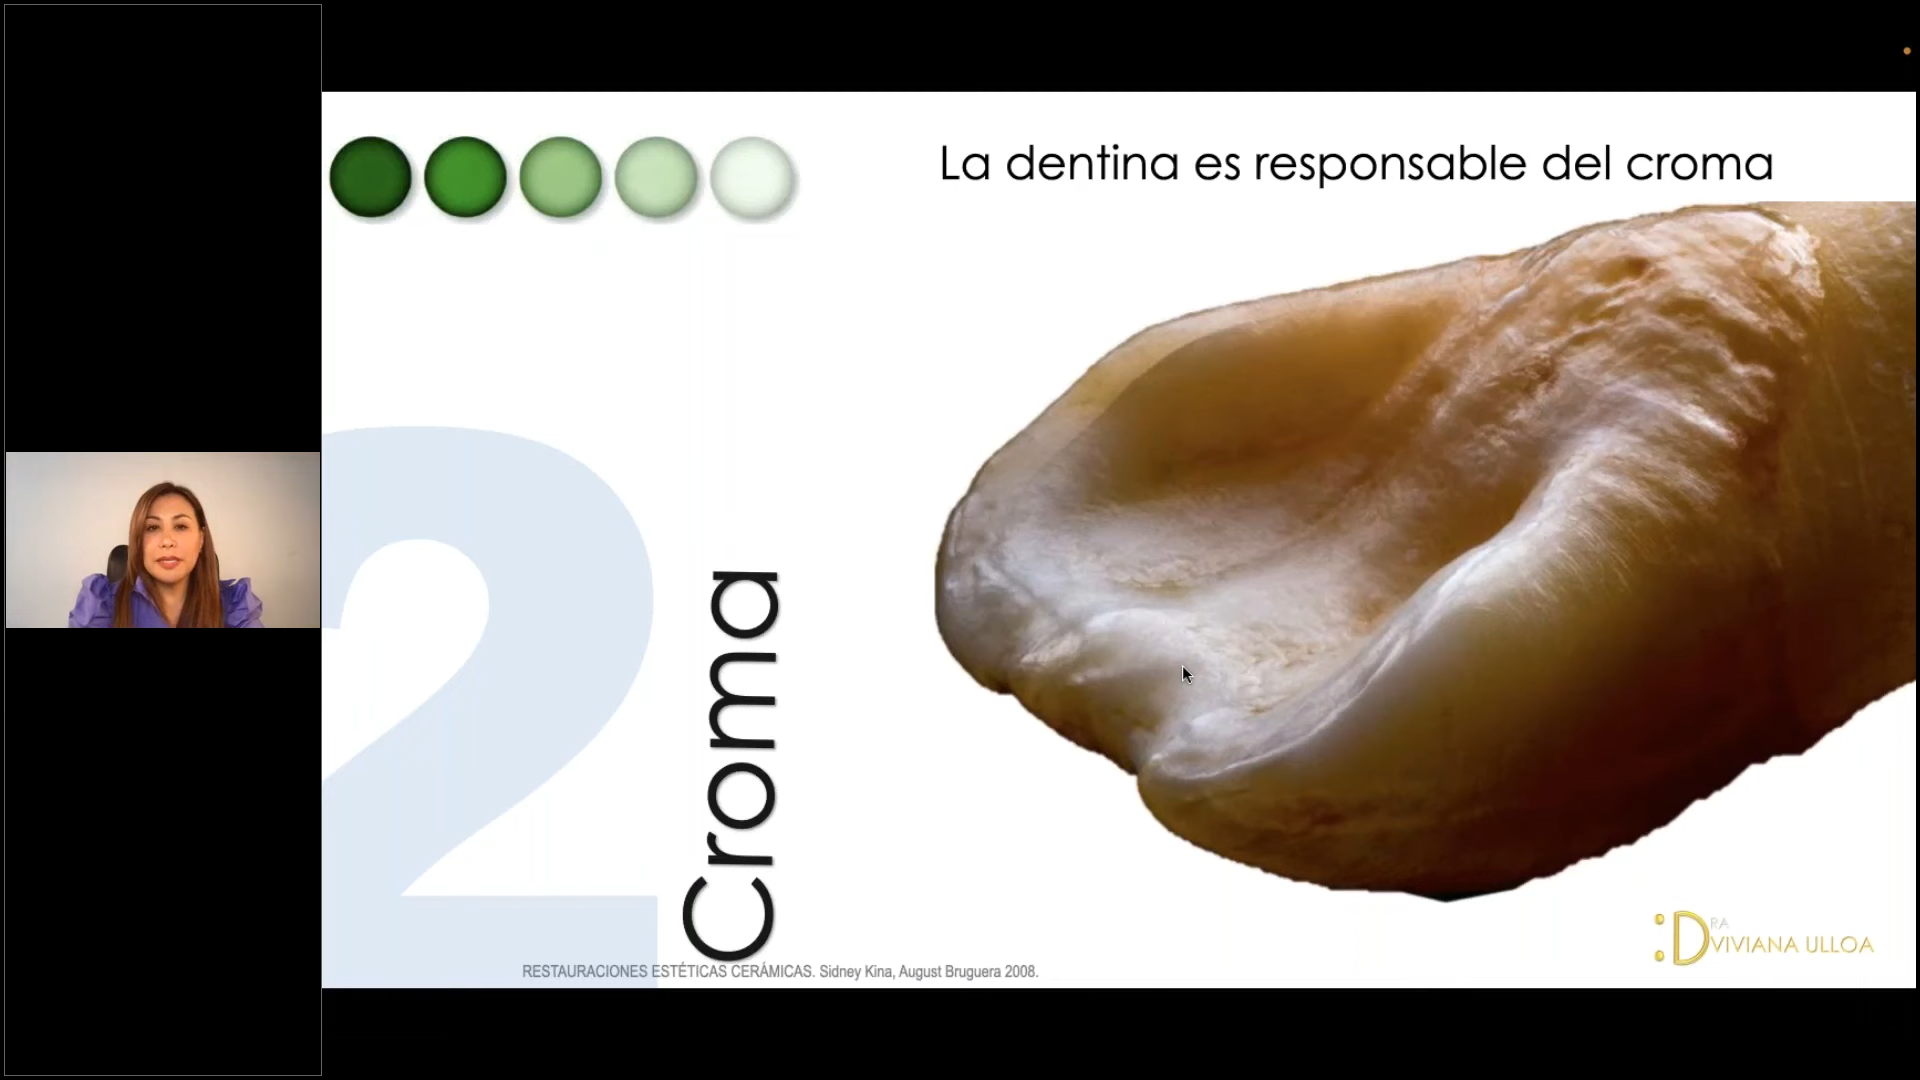 La dentina es responsable del croma
2
Croma
:DRA
VIVIANA ULLOA
RESTAURACIONES ESTÉTICAS CERÁMICAS. Sidney Kina, August Bruguera 2008.